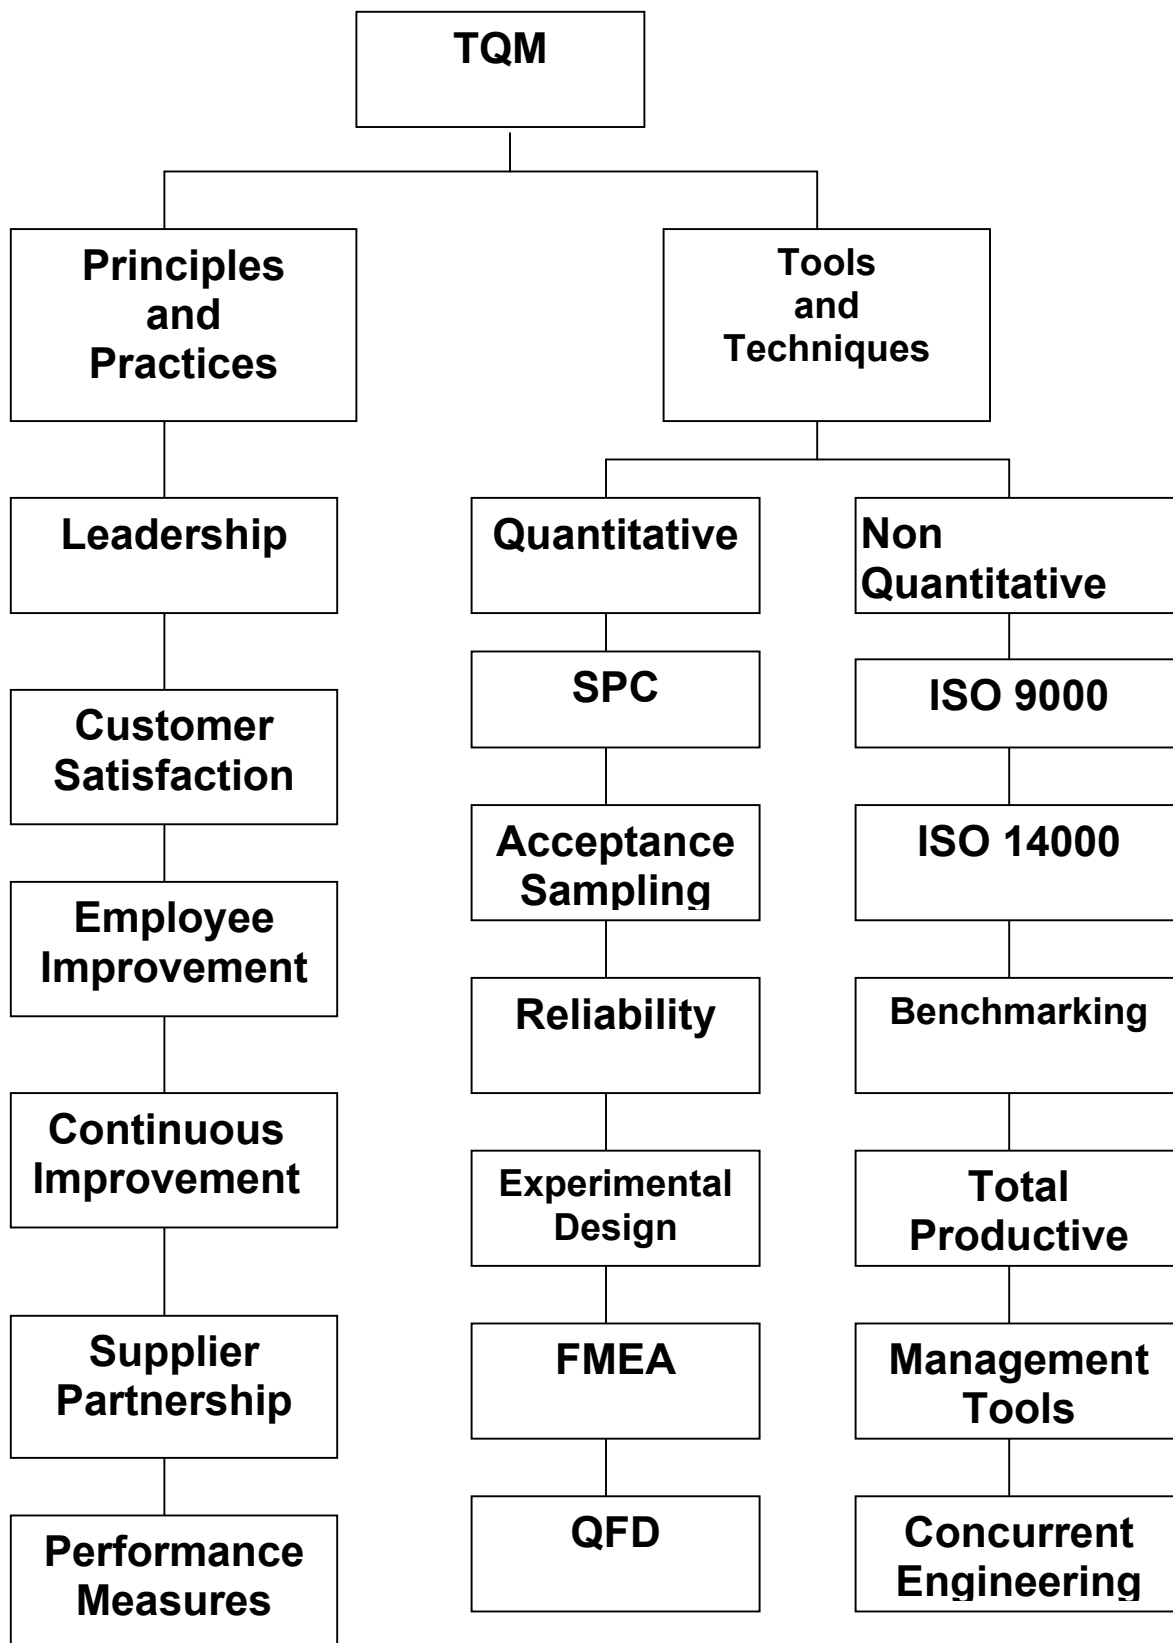 TQM
Principles
and
Practices
Tools
and
Techniques
Leadership
Customer
Satisfaction
Employee
Improvement
Continuous
Improvement
Supplier
Partnership
Performance
Measures
Quantitative
SPC
Acceptance
Sampling
Reliability
Experimental
Design
FMEA
QFD
Non
Quantitative
ISO 9000
ISO 14000
Benchmarking
Total
Productive
Management
Tools
Concurrent
Engineering